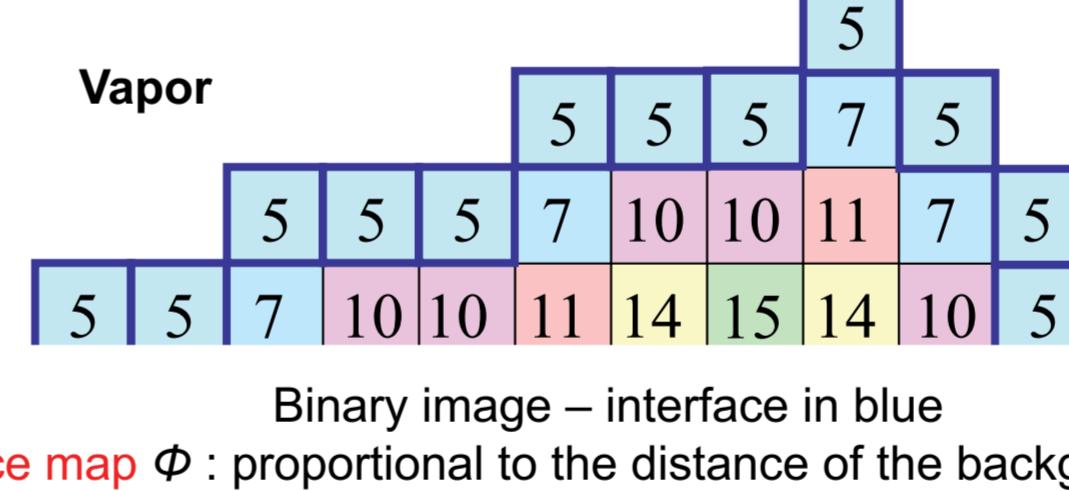 5
Vapor
5 5 5 7 5
5 5 5 7 10 10 11 7 5
5 5 7 10 10 11 14 15 14 10 5
Binary image – interface in blue
map Φ : proportional to the distance of the